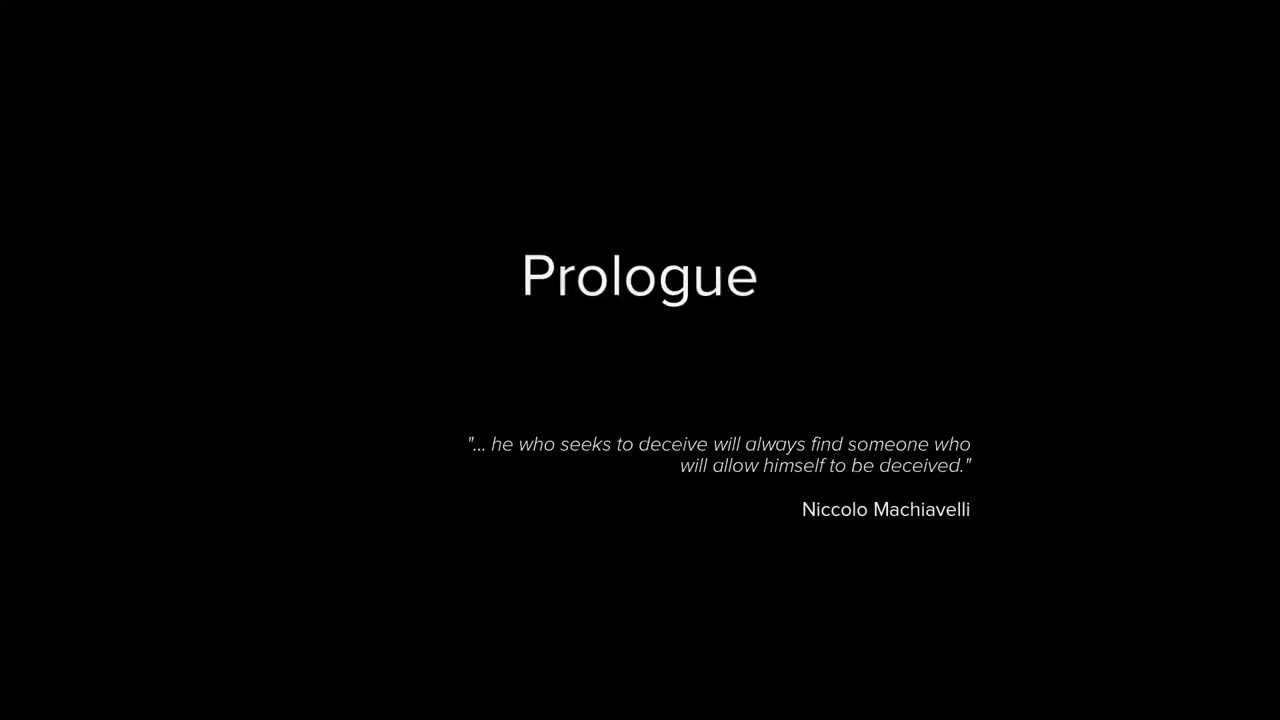 Prologue
"... he who seeks to deceive will always find someone who
will allow himself to be deceived."
Niccolo Machiavelli